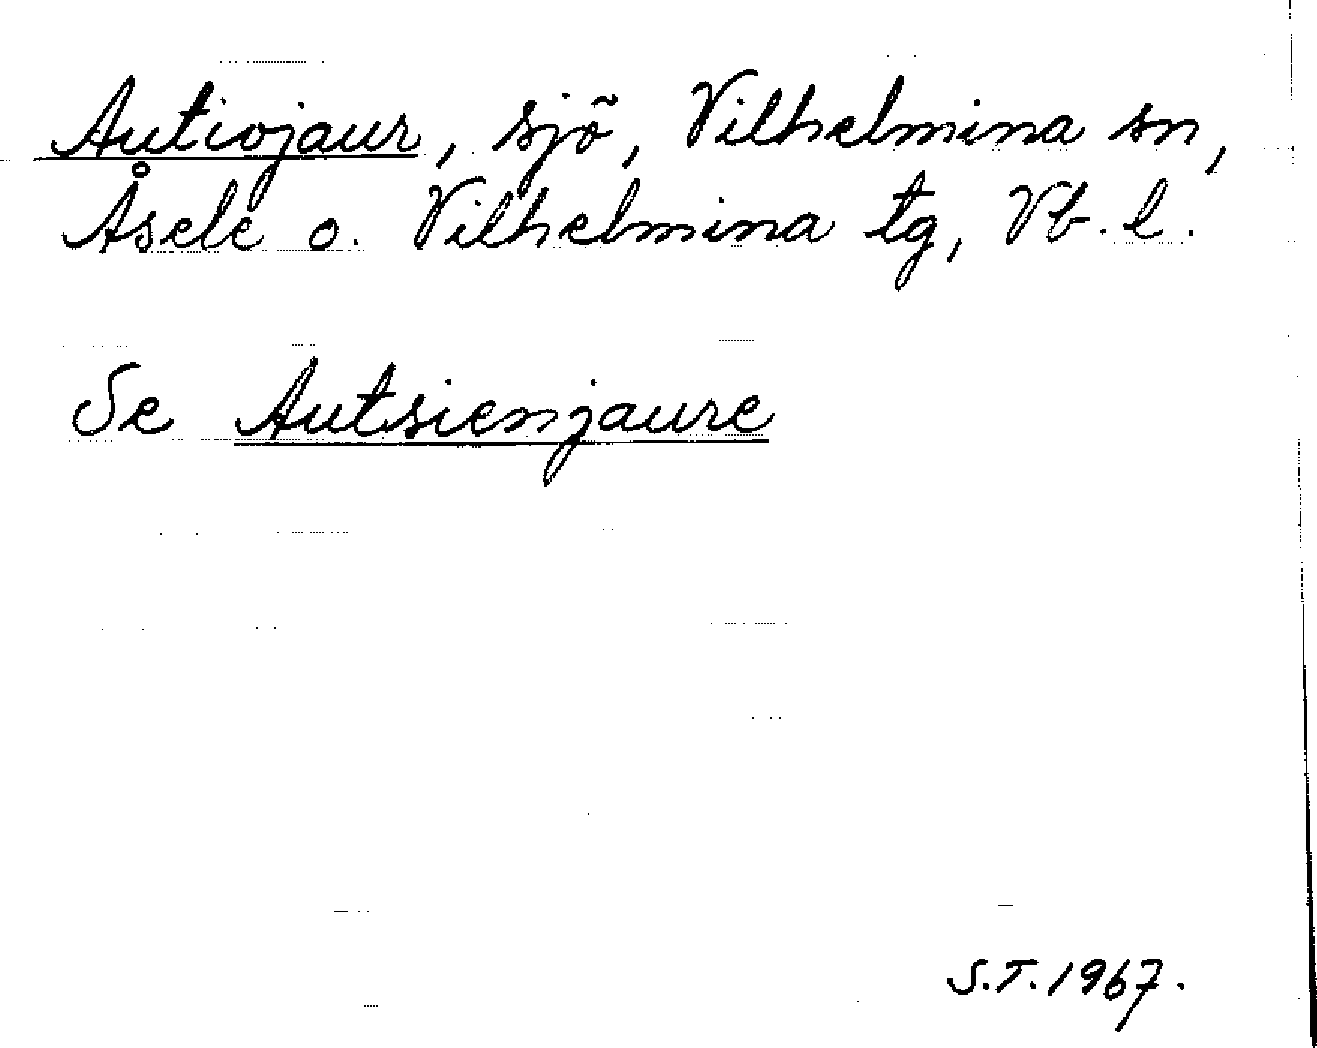 Autiojaur, sjö, Vilhelmina sn,
Åsele o. Vilhelmina tg, Vb. l.
Se Autsienjaure
S.T. 1967.